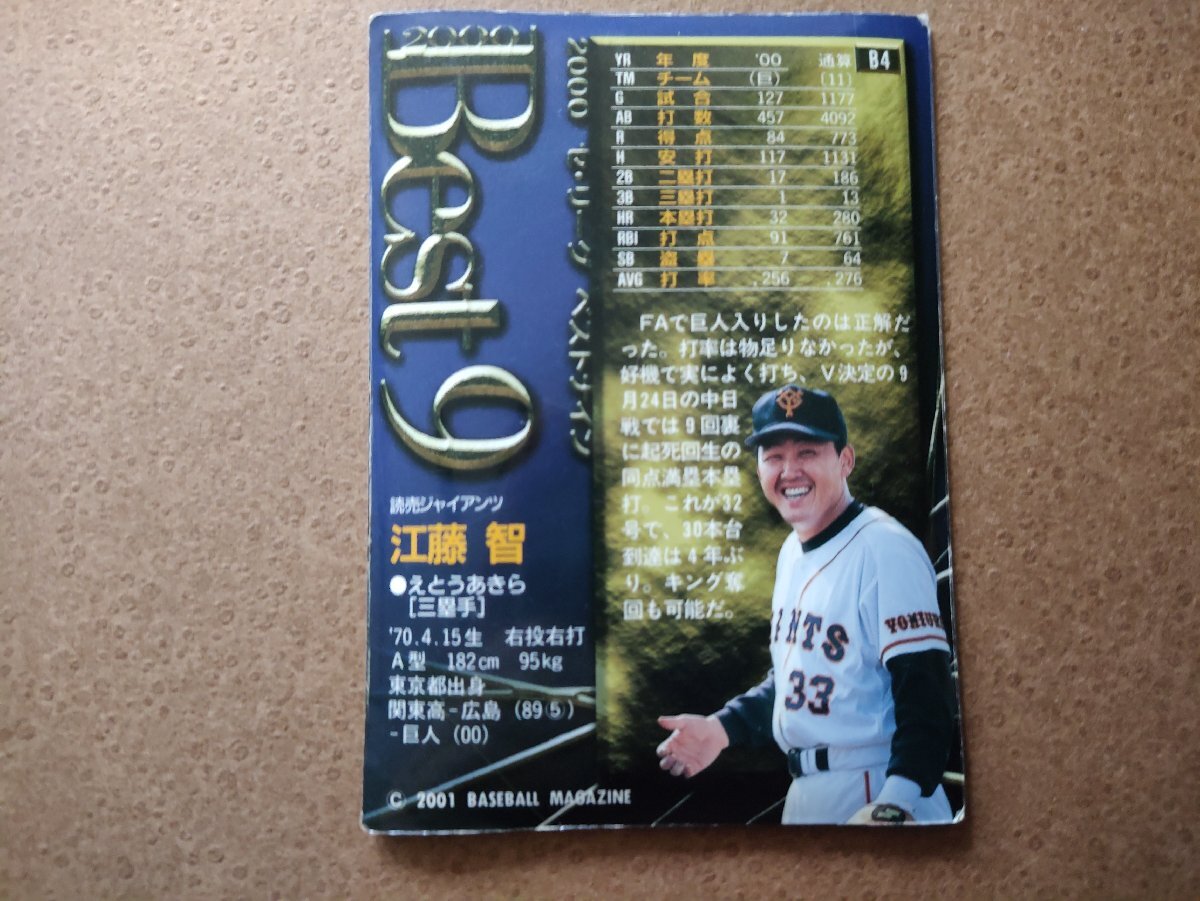 2000
Best 9
2000 セ・リーグ ベストナイン
B4
YR 年度 '00 通算
TM チーム (巨) (11)
G 試合 127 1177
AB 打数 457 4092
R 得点 84 773
H 安打 117 1131
2B 二塁打 17 186
3B 三塁打 1 13
HR 本塁打 32 280
RBI 打点 91 761
SB 盗塁 7 64
AVG 打率 .256 .276
FAで巨人入りしたのは正解だ
った。打率は物足りなかったが、
好機で実によく打ち、V決定の9
月24日の中日
戦では9回裏
に起死回生の
同点満塁本塁
打。これが32
号で、30本台
到達は4年ぶ
り。キング奪
回も可能だ。
読売ジャイアンツ
江藤 智
●えとうあきら
[三塁手]
'70.4.15生 右投右打
A型 182cm 95kg
東京都出身
関東高-広島(89⑤)
-巨人(00)
© 2001 BASEBALL MAGAZINE
YOMIURI
ANTS
33